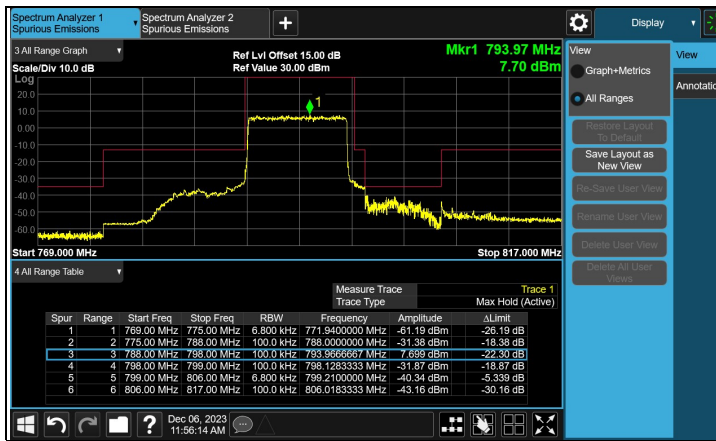 Spectrum Analyzer 1
Spurious Emissions
Spectrum Analyzer 2
Spurious Emissions
+
Display
3 All Range Graph
Ref Lvl Offset 15.00 dB
Mkr1 793.97 MHz
Scale/Div 10.0 dB
Ref Value 30.00 dBm
7.70 dBm
Log
20.0
10.0
0.00
-10.0
-20.0
-30.0
-40.0
-50.0
-60.0
1
Start 769.000 MHz
Stop 817.000 MHz
View
Graph+Metrics
All Ranges
Restore Layout
To Default
Save Layout as
New View
Re-Save User View
Rename User View
Delete User View
Delete All User
Views
View
Annotatio
4 All Range Table
Measure Trace Trace 1
Trace Type Max Hold (Active)
Spur Range Start Freq Stop Freq RBW Frequency Amplitude ΔLimit
1 1 769.00 MHz 775.00 MHz 6.800 kHz 771.9400000 MHz -61.19 dBm -26.19 dB
2 2 775.00 MHz 788.00 MHz 100.0 kHz 788.0000000 MHz -31.38 dBm -18.38 dB
3 3 788.00 MHz 798.00 MHz 100.0 kHz 793.9666667 MHz 7.699 dBm -22.30 dB
4 4 798.00 MHz 799.00 MHz 100.0 kHz 798.1283333 MHz -31.87 dBm -18.87 dB
5 5 799.00 MHz 806.00 MHz 6.800 kHz 799.2100000 MHz -40.34 dBm -5.339 dB
6 6 806.00 MHz 817.00 MHz 100.0 kHz 806.0183333 MHz -43.16 dBm -30.16 dB
?
Dec 06, 2023
11:56:14 AM